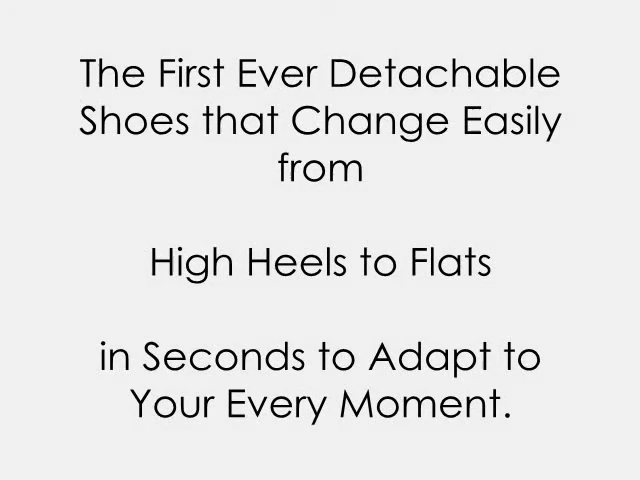 The First Ever Detachable
Shoes that Change Easily
from
High Heels to Flats
in Seconds to Adapt to
Your Every Moment.